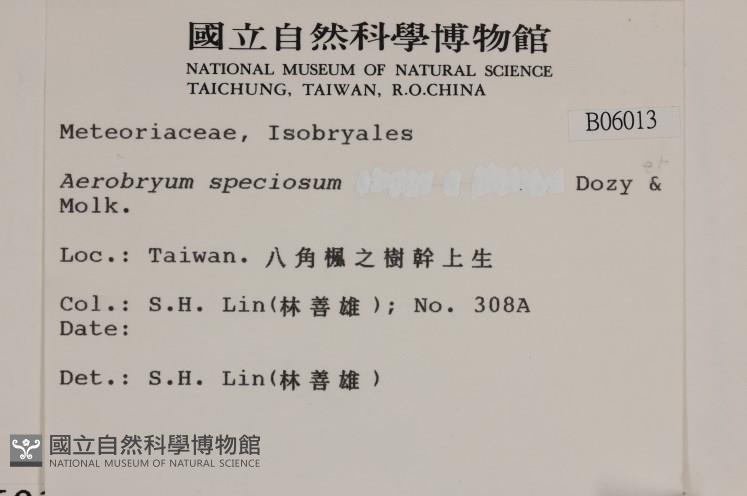 國立自然科學博物館
NATIONAL MUSEUM OF NATURAL SCIENCE
TAICHUNG, TAIWAN, R.O.CHINA
B06013
Meteoriaceae, Isobryales
et
Aerobryum speciosum Dozy &
Molk.
Loc.: Taiwan. 八角楓之樹幹上生
Col.: S.H. Lin(林善雄); No. 308A
Date:
Det.: S.H. Lin(林善雄)
國立自然科學博物館
NATIONAL MUSEUM OF NATURAL SCIENCE